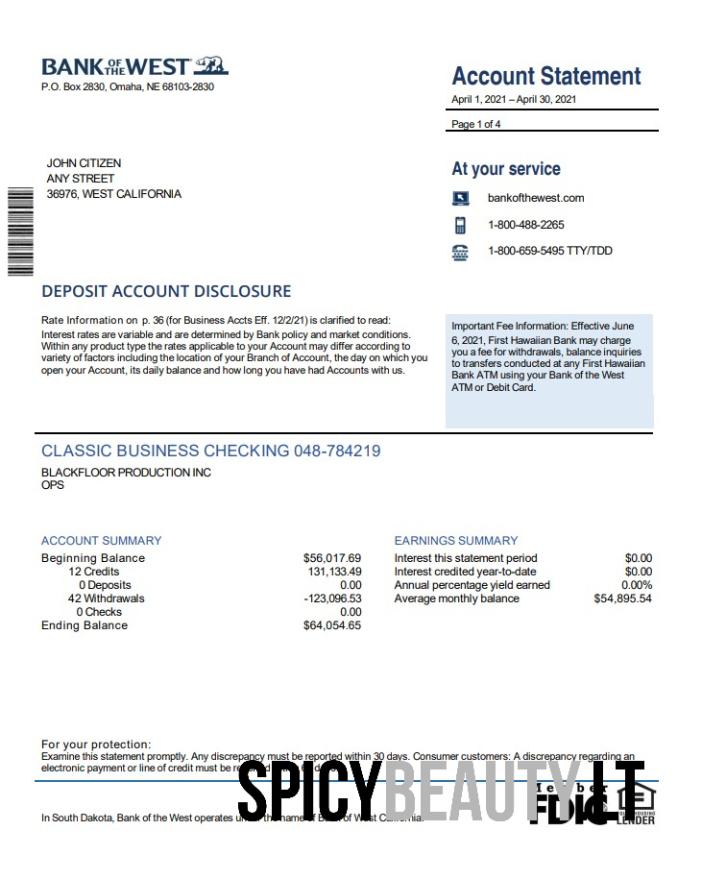 BANK OF THE WEST
P.O. Box 2830, Omaha, NE 68103-2830
Account Statement
April 1, 2021 – April 30, 2021
Page 1 of 4
JOHN CITIZEN
ANY STREET
36976, WEST CALIFORNIA
At your service
bankofthewest.com
1-800-488-2265
1-800-659-5495 TTY/TDD
DEPOSIT ACCOUNT DISCLOSURE
Rate Information on p. 36 (for Business Accts Eff. 12/2/21) is clarified to read:
Interest rates are variable and are determined by Bank policy and market conditions.
Within any product type the rates applicable to your Account may differ according to
variety of factors including the location of your Branch of Account, the day on which you
open your Account, its daily balance and how long you have had Accounts with us.
Important Fee Information: Effective June
6, 2021, First Hawaiian Bank may charge
you a fee for withdrawals, balance inquiries
to transfers conducted at any First Hawaiian
Bank ATM using your Bank of the West
ATM or Debit Card.
CLASSIC BUSINESS CHECKING 048-784219
BLACKFLOOR PRODUCTION INC
OPS
ACCOUNT SUMMARY
Beginning Balance $56,017.69
12 Credits 131,133.49
0 Deposits 0.00
42 Withdrawals -123,096.53
0 Checks 0.00
Ending Balance $64,054.65
EARNINGS SUMMARY
Interest this statement period $0.00
Interest credited year-to-date $0.00
Annual percentage yield earned 0.00%
Average monthly balance $54,895.54
For your protection:
Examine this statement promptly. Any discrepancy must be reported within 30 days. Consumer customers: A discrepancy regarding an
electronic payment or line of credit must be
SPICYBEAUTY.LT
Member
FDIC
LENDER
In South Dakota, Bank of the West operates the name of West California.